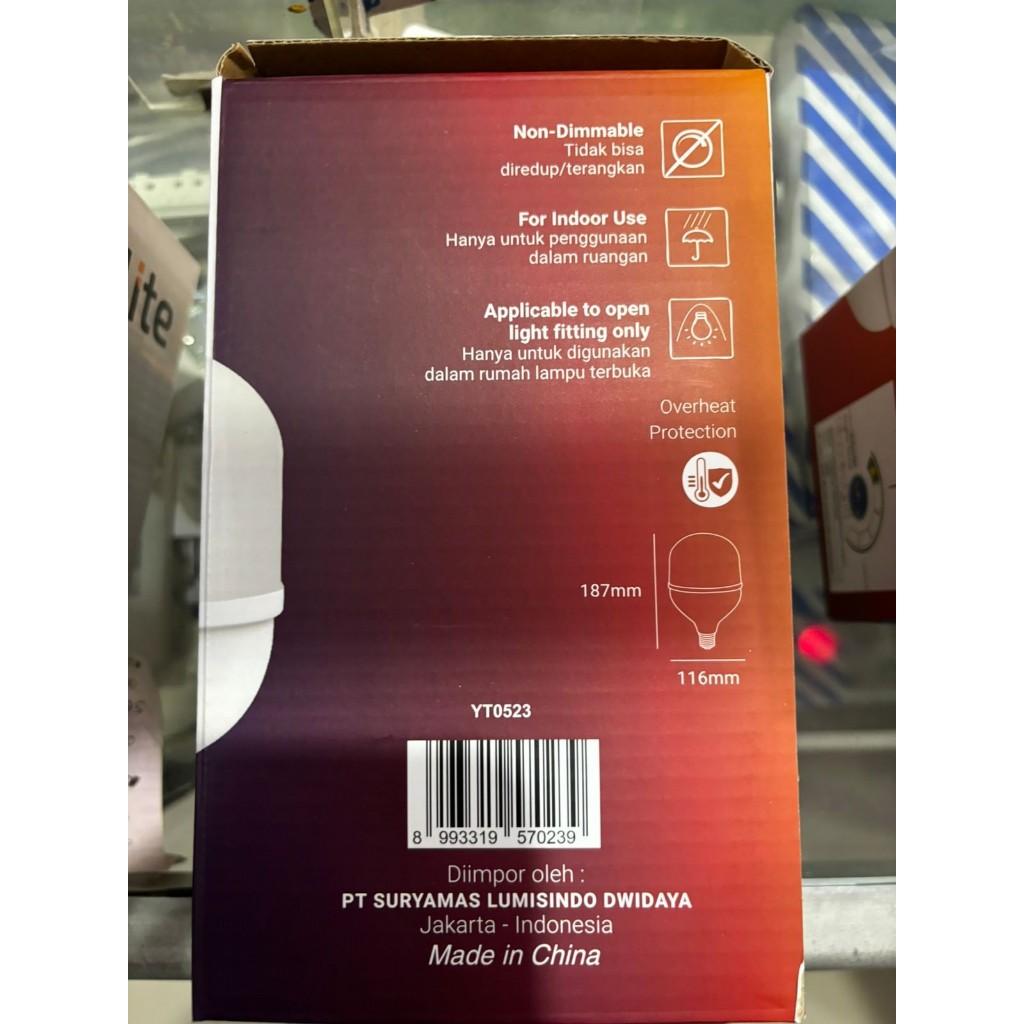 Non-Dimmable
Tidak bisa
diredup/terangkan
For Indoor Use
Hanya untuk penggunaan
dalam ruangan
Applicable to open
light fitting only
Hanya untuk digunakan
dalam rumah lampu terbuka
Overheat
Protection
187mm
116mm
YT0523
8 993319 570239
Diimpor oleh :
PT SURYAMAS LUMISINDO DWIDAYA
Jakarta - Indonesia
Made in China
ite